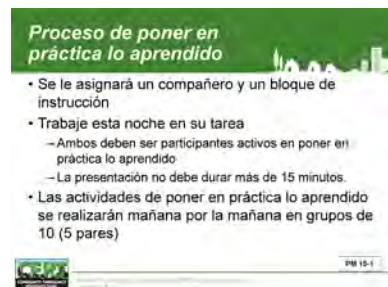 Proceso de poner en
práctica lo aprendido
• Se le asignará un compañero y un bloque de
instrucción
• Trabaje esta noche en su tarea
– Ambos deben ser participantes activos en poner en
práctica lo aprendido
– La presentación no debe durar más de 15 minutos.
• Las actividades de poner en práctica lo aprendido
se realizarán mañana por la mañana en grupos de
10 (5 pares)
PM 15-1
CERT